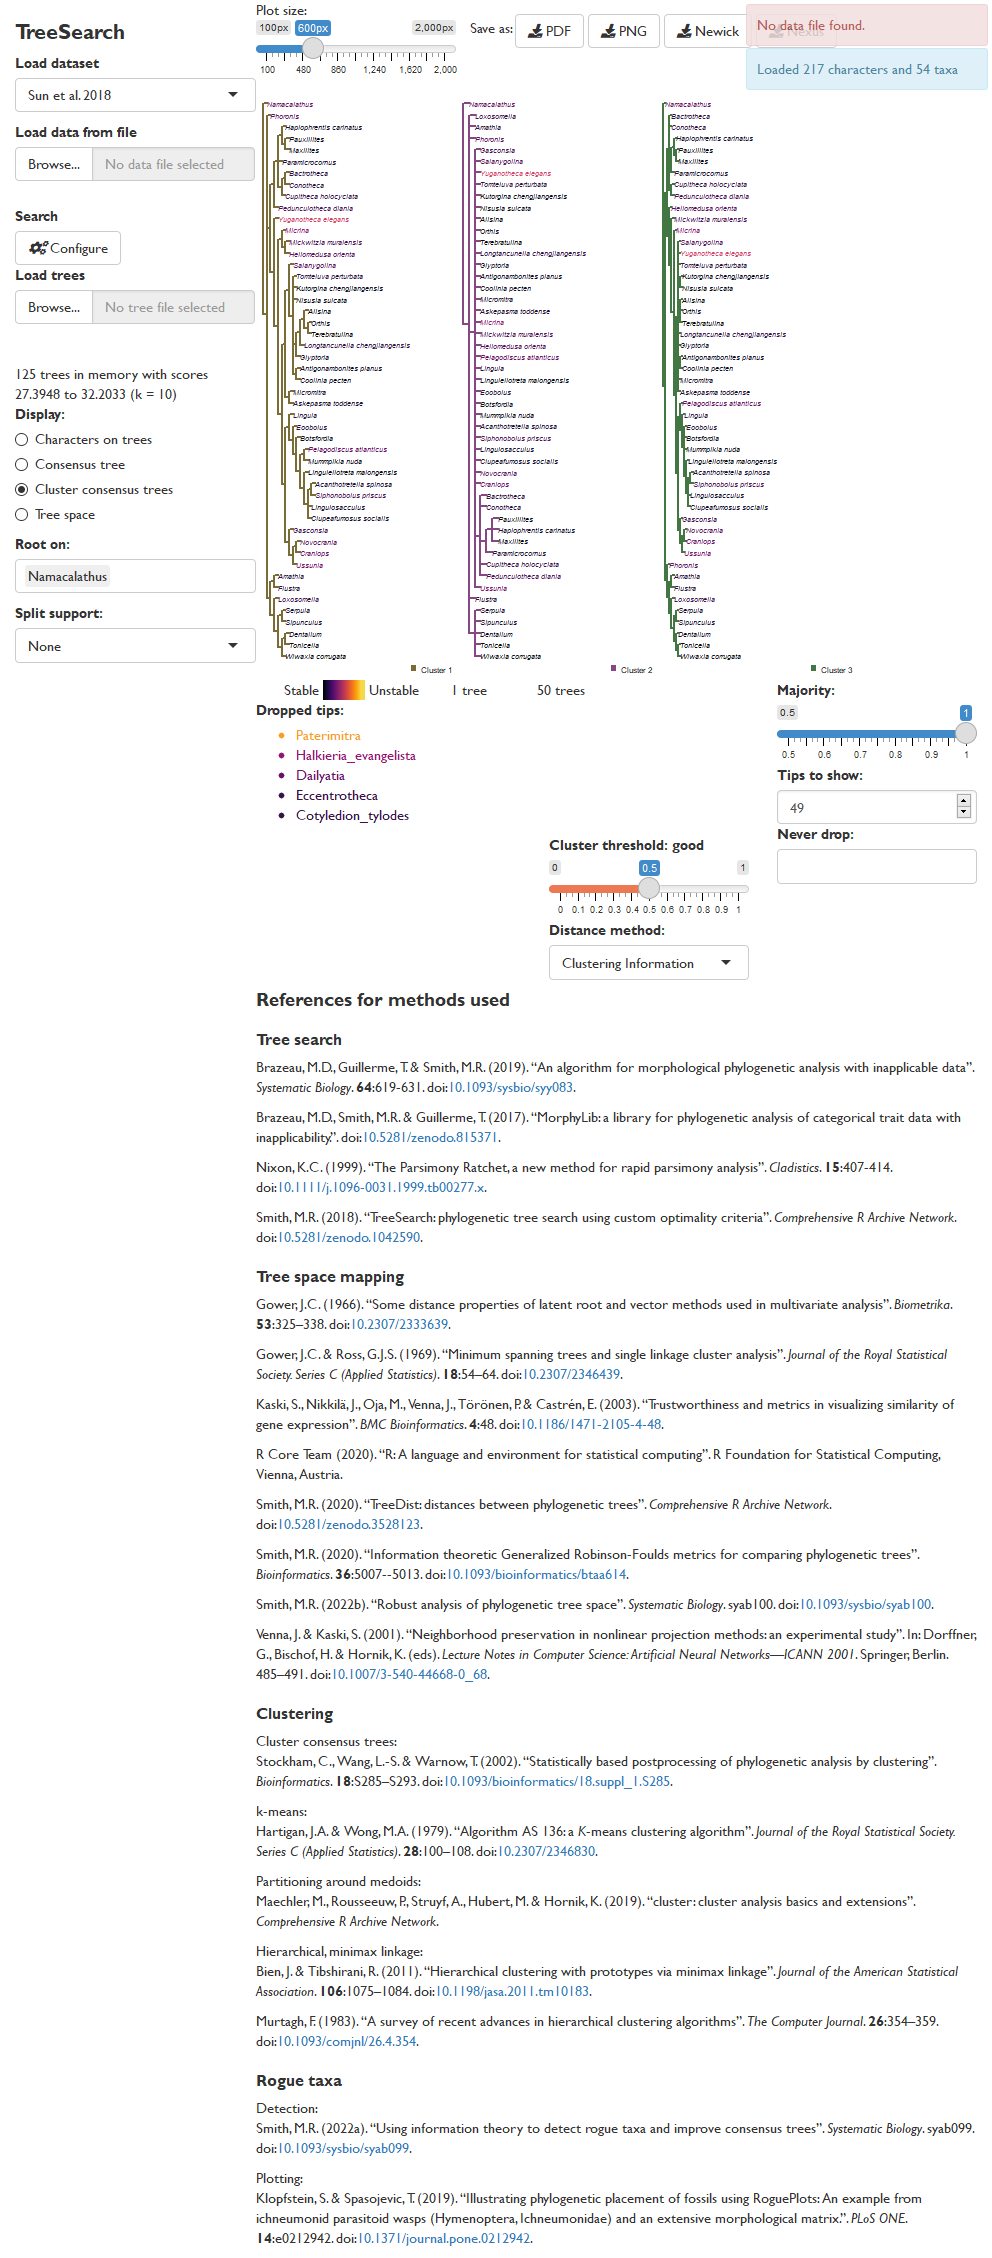 TreeSearch
Load dataset
Sun et al. 2018
Load data from file
Browse...
No data file selected
Search
Configure
Load trees
Browse...
No tree file selected
125 trees in memory with scores
27.3948 to 32.2033 (k = 10)
Display:
Characters on trees
Consensus tree
Cluster consensus trees
Tree space
Root on:
Namacalathus
Split support:
None
Plot size:
100px 600px 2,000px
100 480 860 1,240 1,620 2,000
Save as: PDF PNG Newick Nexus
No data file found.
Loaded 217 characters and 54 taxa
Namacalathus
Phoronis
Haplophrentis carinatus
Pauxillites
Maxilites
Paramicrocornus
Bactrotheca
Conotheca
Cupitheca holocyclata
Pedunculotheca diania
Yuganotheca elegans
Micrina
Mickwitzia muralensis
Heliomedusa orienta
Salanygolina
Tomteluva perturbata
Kutorgina chengjiangensis
Nisusia sulcata
Alisina
Orthis
Terebratulina
Longtancunella chengjiangensis
Glyptoria
Antigonambonites planus
Coolinia pecten
Micromitra
Askepasma toddense
Lingula
Eoobolus
Botsfordia
Pelagodiscus atlanticus
Mummpikia nuda
Lingulellotreta malongensis
Acanthotretella spinosa
Siphonobolus priscus
Lingulosacculus
Clupeafumosus socialis
Gasconsia
Novocrania
Craniops
Ussunia
Amathia
Flustra
Loxosomella
Serpula
Sipunculus
Dentalium
Tonicella
Wiwaxia corrugata
Namacalathus
Loxosomella
Amathia
Phoronis
Gasconsia
Salanygolina
Yuganotheca elegans
Tomteluva perturbata
Kutorgina chengjiangensis
Nisusia sulcata
Alisina
Orthis
Terebratulina
Longtancunella chengjiangensis
Glyptoria
Antigonambonites planus
Coolinia pecten
Micromitra
Askepasma toddense
Micrina
Mickwitzia muralensis
Heliomedusa orienta
Pelagodiscus atlanticus
Lingula
Lingulellotreta malongensis
Eoobolus
Botsfordia
Mummpikia nuda
Acanthotretella spinosa
Siphonobolus priscus
Lingulosacculus
Clupeafumosus socialis
Novocrania
Craniops
Bactrotheca
Conotheca
Pauxillites
Haplophrentis carinatus
Maxilites
Paramicrocornus
Cupitheca holocyclata
Pedunculotheca diania
Ussunia
Flustra
Serpula
Sipunculus
Dentalium
Tonicella
Wiwaxia corrugata
Namacalathus
Bactrotheca
Conotheca
Haplophrentis carinatus
Pauxillites
Maxilites
Paramicrocornus
Cupitheca holocyclata
Pedunculotheca diania
Heliomedusa orienta
Mickwitzia muralensis
Micrina
Salanygolina
Yuganotheca elegans
Tomteluva perturbata
Kutorgina chengjiangensis
Nisusia sulcata
Alisina
Orthis
Terebratulina
Longtancunella chengjiangensis
Glyptoria
Antigonambonites planus
Coolinia pecten
Micromitra
Askepasma toddense
Pelagodiscus atlanticus
Lingula
Eoobolus
Botsfordia
Mummpikia nuda
Lingulellotreta malongensis
Acanthotretella spinosa
Siphonobolus priscus
Lingulosacculus
Clupeafumosus socialis
Gasconsia
Novocrania
Craniops
Ussunia
Phoronis
Amathia
Flustra
Loxosomella
Serpula
Sipunculus
Dentalium
Tonicella
Wiwaxia corrugata
Cluster 1
Cluster 2
Cluster 3
Stable Unstable 1 tree 50 trees
Dropped tips:
Paterimitra
Halkieria_evangelista
Dailyatia
Eccentrotheca
Cotyledion_tylodes
Majority:
0.5 1
0.5 0.6 0.7 0.8 0.9 1
Tips to show:
49
Never drop:
Cluster threshold: good
0 0.5 1
0 0.1 0.2 0.3 0.4 0.5 0.6 0.7 0.8 0.9 1
Distance method:
Clustering Information
References for methods used
Tree search
Brazeau, M.D., Guillerme, T. & Smith, M.R. (2019). “An algorithm for morphological phylogenetic analysis with inapplicable data”.
Systematic Biology. 64:619-631. doi:10.1093/sysbio/syy083.
Brazeau, M.D., Smith, M.R. & Guillerme, T. (2017). “MorphyLib: a library for phylogenetic analysis of categorical trait data with
inapplicability.”. doi:10.5281/zenodo.815371.
Nixon, K.C. (1999). “The Parsimony Ratchet, a new method for rapid parsimony analysis”. Cladistics. 15:407-414.
doi:10.1111/j.1096-0031.1999.tb00277.x.
Smith, M.R. (2018). “TreeSearch: phylogenetic tree search using custom optimality criteria”. Comprehensive R Archive Network.
doi:10.5281/zenodo.1042590.
Tree space mapping
Gower, J.C. (1966). “Some distance properties of latent root and vector methods used in multivariate analysis”. Biometrika.
53:325–338. doi:10.2307/2333639.
Gower, J.C. & Ross, G.J.S. (1969). “Minimum spanning trees and single linkage cluster analysis”. Journal of the Royal Statistical
Society. Series C (Applied Statistics). 18:54–64. doi:10.2307/2346439.
Kaski, S., Nikkilä, J., Oja, M., Venna, J., Törönen, P. & Castrén, E. (2003). “Trustworthiness and metrics in visualizing similarity of
gene expression”. BMC Bioinformatics. 4:48. doi:10.1186/1471-2105-4-48.
R Core Team (2020). “R: A language and environment for statistical computing”. R Foundation for Statistical Computing,
Vienna, Austria.
Smith, M.R. (2020). “TreeDist: distances between phylogenetic trees”. Comprehensive R Archive Network.
doi:10.5281/zenodo.3528123.
Smith, M.R. (2020). “Information theoretic Generalized Robinson-Foulds metrics for comparing phylogenetic trees”.
Bioinformatics. 36:5007--5013. doi:10.1093/bioinformatics/btaa614.
Smith, M.R. (2022b). “Robust analysis of phylogenetic tree space”. Systematic Biology. syab100. doi:10.1093/sysbio/syab100.
Venna, J. & Kaski, S. (2001). “Neighborhood preservation in nonlinear projection methods: an experimental study”. In: Dorffner,
G., Bischof, H. & Hornik, K. (eds). Lecture Notes in Computer Science: Artificial Neural Networks—ICANN 2001. Springer, Berlin.
485–491. doi:10.1007/3-540-44668-0_68.
Clustering
Cluster consensus trees:
Stockham, C., Wang, L.-S. & Warnow, T. (2002). “Statistically based postprocessing of phylogenetic analysis by clustering”.
Bioinformatics. 18:S285–S293. doi:10.1093/bioinformatics/18.suppl_1.S285.
k-means:
Hartigan, J.A. & Wong, M.A. (1979). “Algorithm AS 136: a K-means clustering algorithm”. Journal of the Royal Statistical Society.
Series C (Applied Statistics). 28:100–108. doi:10.2307/2346830.
Partitioning around medoids:
Maechler, M., Rousseeuw, P., Struyf, A., Hubert, M. & Hornik, K. (2019). “cluster: cluster analysis basics and extensions”.
Comprehensive R Archive Network.
Hierarchical, minimax linkage:
Bien, J. & Tibshirani, R. (2011). “Hierarchical clustering with prototypes via minimax linkage”. Journal of the American Statistical
Association. 106:1075–1084. doi:10.1198/jasa.2011.tm10183.
Murtagh, F. (1983). “A survey of recent advances in hierarchical clustering algorithms”. The Computer Journal. 26:354–359.
doi:10.1093/comjnl/26.4.354.
Rogue taxa
Detection:
Smith, M.R. (2022a). “Using information theory to detect rogue taxa and improve consensus trees”. Systematic Biology. syab099.
doi:10.1093/sysbio/syab099.
Plotting:
Klopfstein, S. & Spasojevic, T. (2019). “Illustrating phylogenetic placement of fossils using RoguePlots: An example from
ichneumonid parasitoid wasps (Hymenoptera, Ichneumonidae) and an extensive morphological matrix.”. PLoS ONE.
14:e0212942. doi:10.1371/journal.pone.0212942.